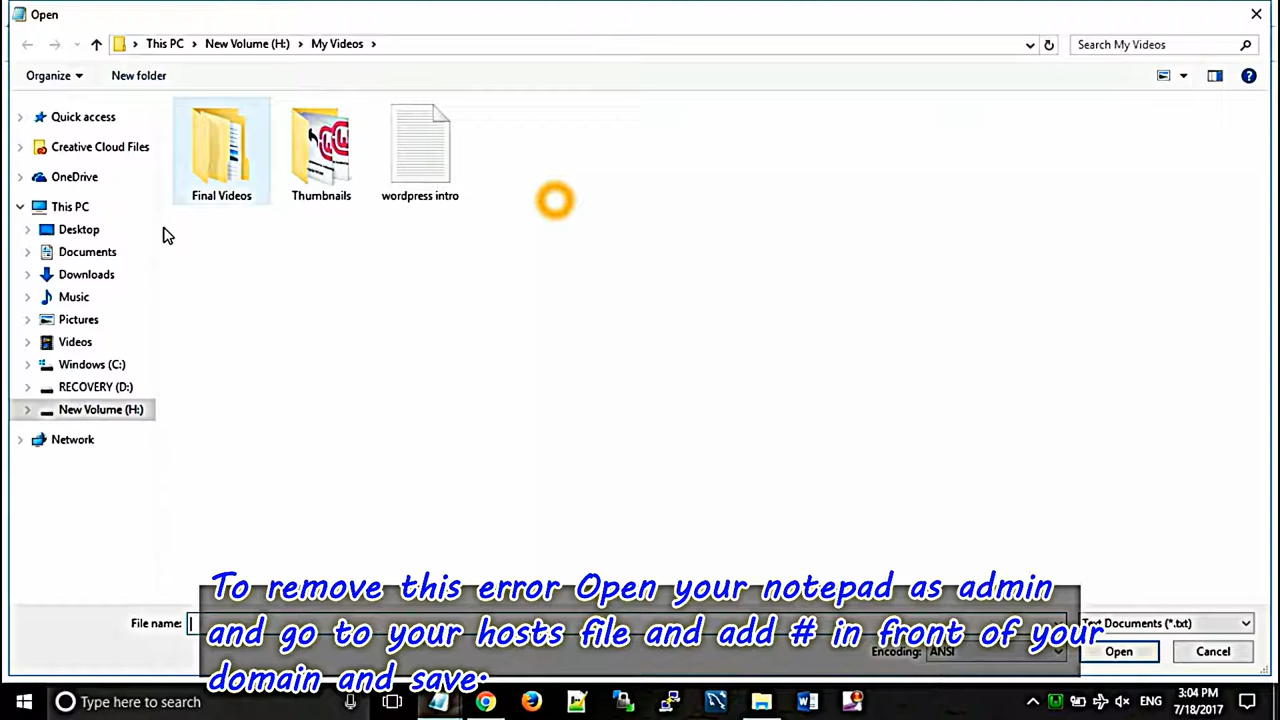 Open
This PC
New Volume (H:)
My Videos
Search My Videos
Organize
New folder
Quick access
Creative Cloud Files
OneDrive
This PC
Desktop
Documents
Downloads
Music
Pictures
Videos
Windows (C:)
RECOVERY (D:)
New Volume (H:)
Network
Final Videos
Thumbnails
wordpress intro
To remove this error Open your notepad as admin
and go to your hosts file and add # in front of your
domain and save.
File name:
Text Documents (*.txt)
Encoding:
ANSI
Open
Cancel
Type here to search
ENG
3:04 PM
7/18/2017